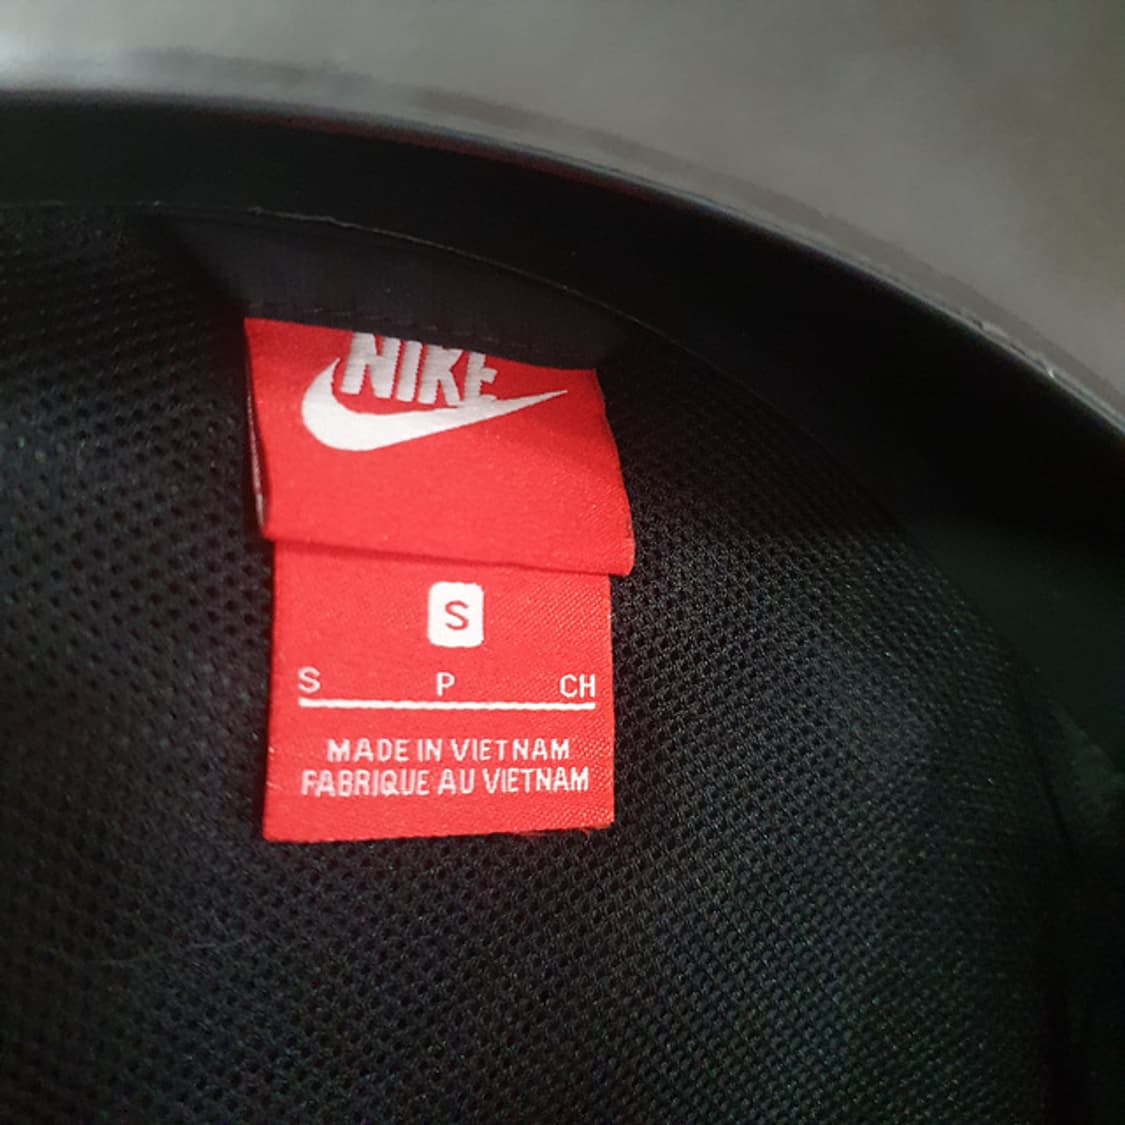 NIKE
S
S P CH
MADE IN VIETNAM
FABRIQUE AU VIETNAM